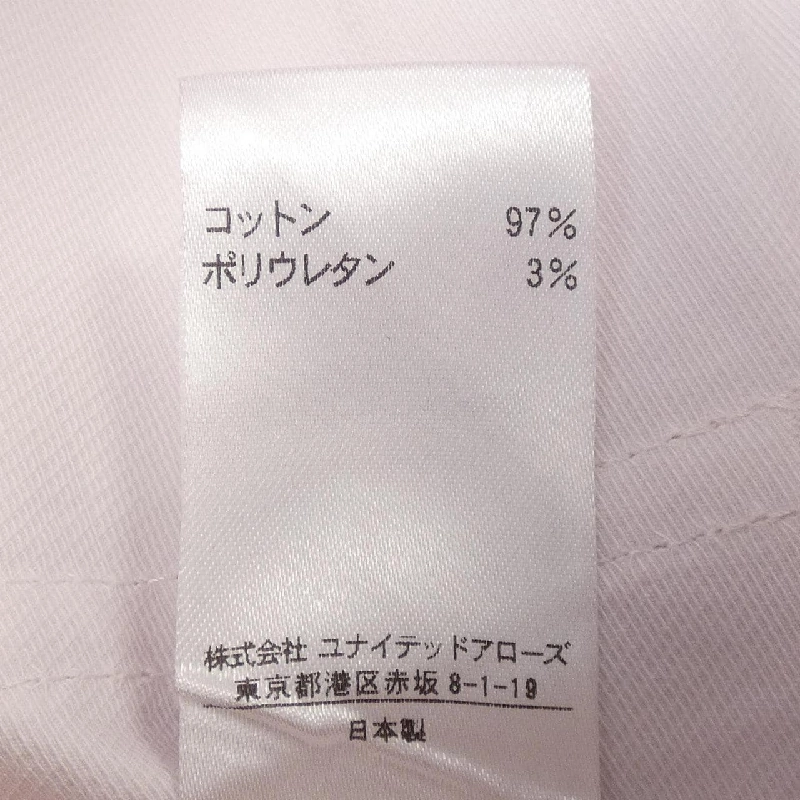 コットン 97%
ポリウレタン 3%
株式会社 ユナイテッドアローズ
東京都港区赤坂 8-1-19
日本製